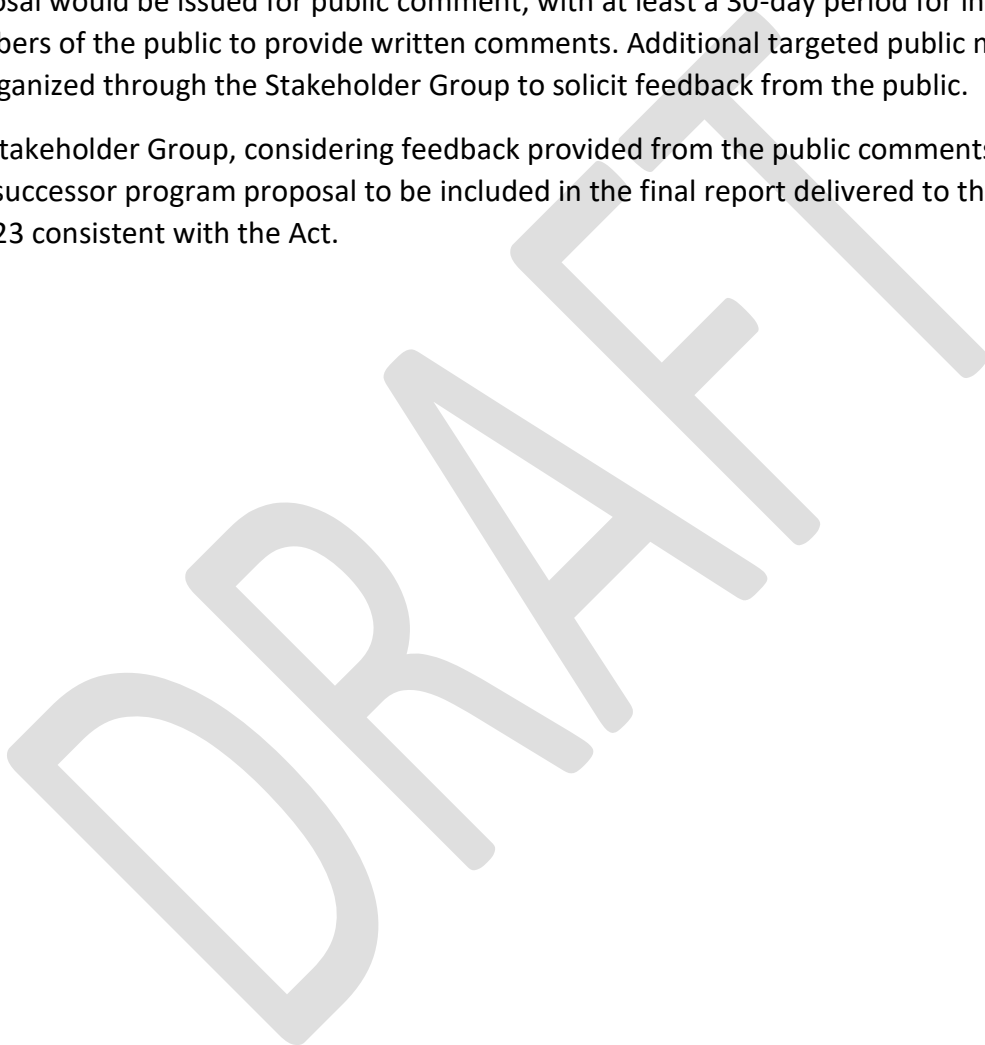 osal would be issued for public comment, with at least a 30-day period for in
bers of the public to provide written comments. Additional targeted public m
ganized through the Stakeholder Group to solicit feedback from the public.
takeholder Group, considering feedback provided from the public comments
successor program proposal to be included in the final report delivered to th
23 consistent with the Act.
DRAFT